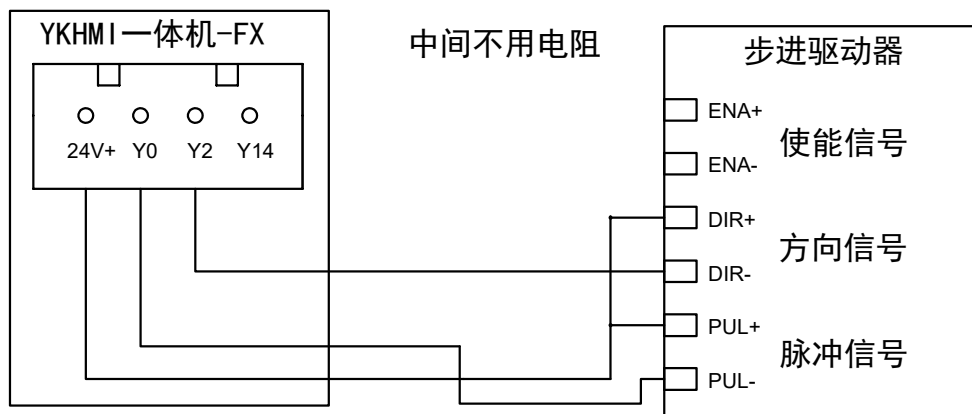 YKHMI一体机-FX
24V+ Y0 Y2 Y14
中间不用电阻
步进驱动器
ENA+
使能信号
ENA-
DIR+
方向信号
DIR-
PUL+
脉冲信号
PUL-